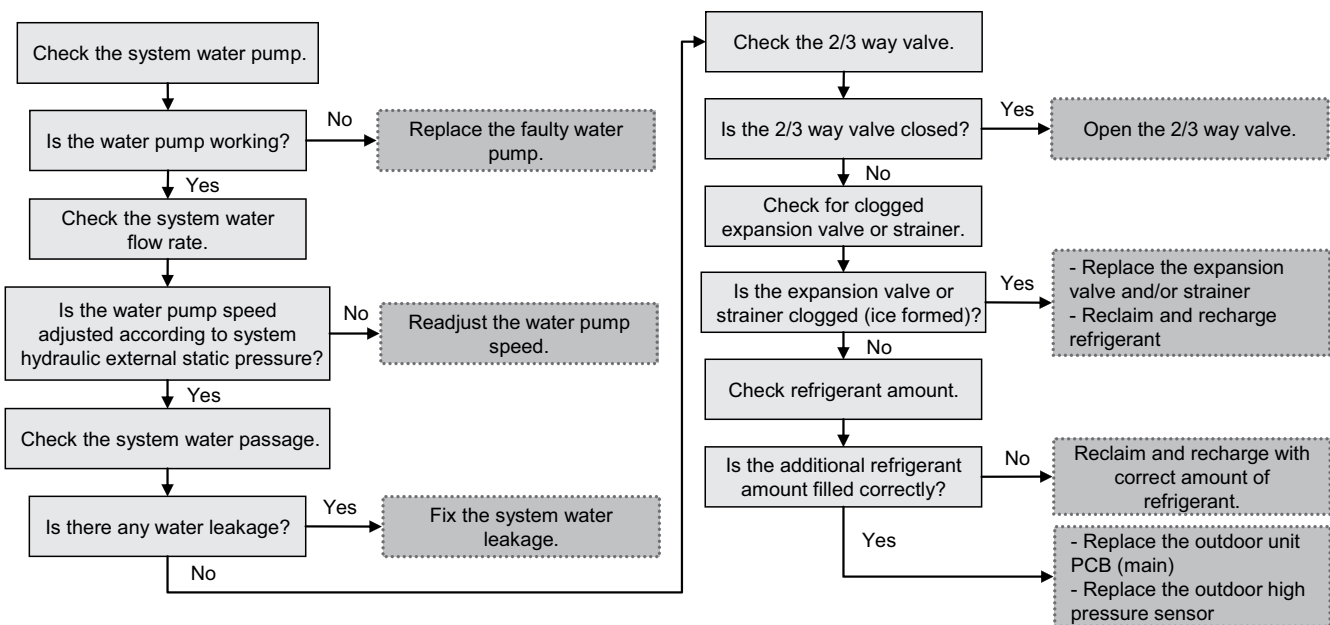 Check the system water pump.
Is the water pump working?
No
Replace the faulty water
pump.
Yes
Check the system water
flow rate.
Is the water pump speed
adjusted according to system
hydraulic external static pressure?
No
Readjust the water pump
speed.
Yes
Check the system water passage.
Is there any water leakage?
Yes
Fix the system water
leakage.
No
Check the 2/3 way valve.
Is the 2/3 way valve closed?
Yes
Open the 2/3 way valve.
No
Check for clogged
expansion valve or strainer.
Is the expansion valve or
strainer clogged (ice formed)?
Yes
- Replace the expansion
valve and/or strainer
- Reclaim and recharge
refrigerant
No
Check refrigerant amount.
Is the additional refrigerant
amount filled correctly?
No
Reclaim and recharge with
correct amount of
refrigerant.
Yes
- Replace the outdoor unit
PCB (main)
- Replace the outdoor high
pressure sensor